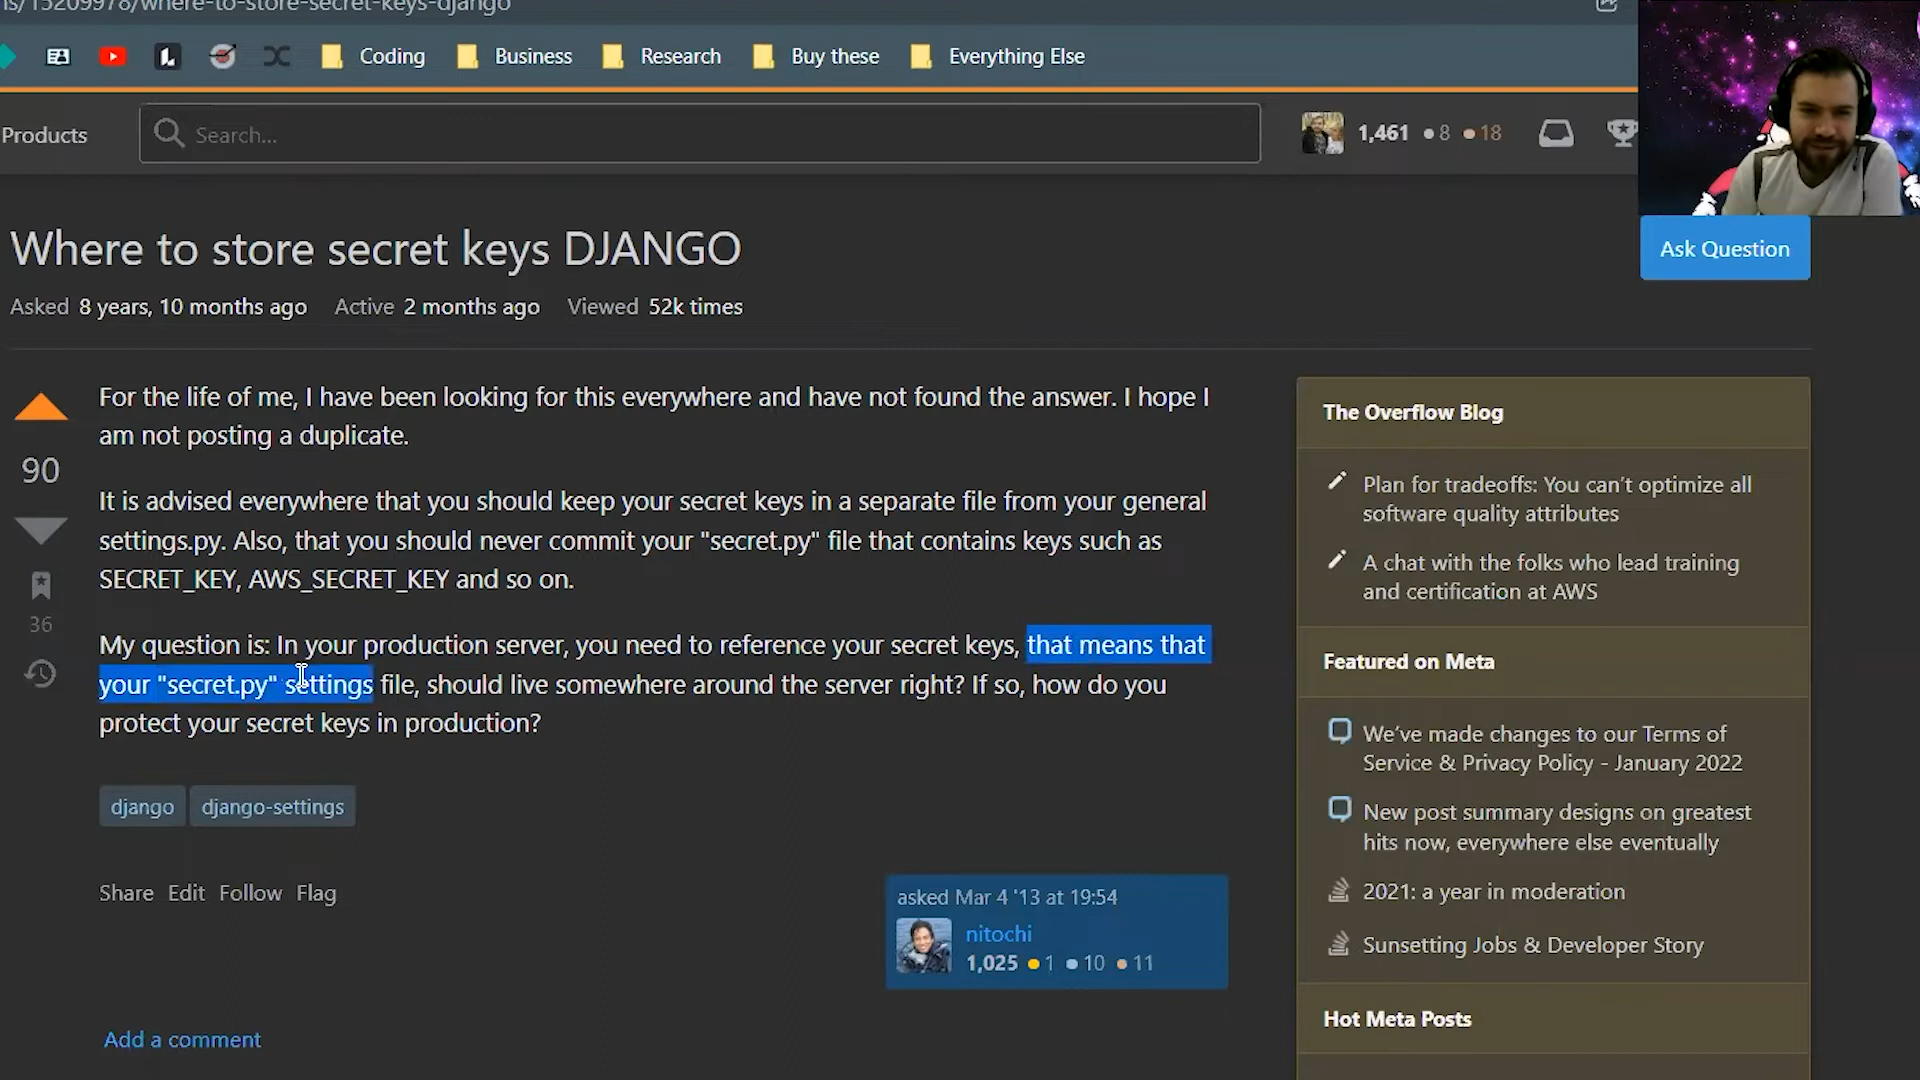 is/15209978/where-to-store-secret-keys-django
Coding
Business
Research
Buy these
Everything Else
Products
Search...
1,461 8 18
Where to store secret keys DJANGO
Ask Question
Asked 8 years, 10 months ago Active 2 months ago Viewed 52k times
For the life of me, I have been looking for this everywhere and have not found the answer. I hope I
am not posting a duplicate.
90
It is advised everywhere that you should keep your secret keys in a separate file from your general
settings.py. Also, that you should never commit your "secret.py" file that contains keys such as
SECRET_KEY, AWS_SECRET_KEY and so on.
36
My question is: In your production server, you need to reference your secret keys, that means that
your "secret.py" settings file, should live somewhere around the server right? If so, how do you
protect your secret keys in production?
django django-settings
Share Edit Follow Flag
asked Mar 4 '13 at 19:54
nitochi
1,025 1 10 11
Add a comment
The Overflow Blog
Plan for tradeoffs: You can't optimize all
software quality attributes
A chat with the folks who lead training
and certification at AWS
Featured on Meta
We've made changes to our Terms of
Service & Privacy Policy - January 2022
New post summary designs on greatest
hits now, everywhere else eventually
2021: a year in moderation
Sunsetting Jobs & Developer Story
Hot Meta Posts